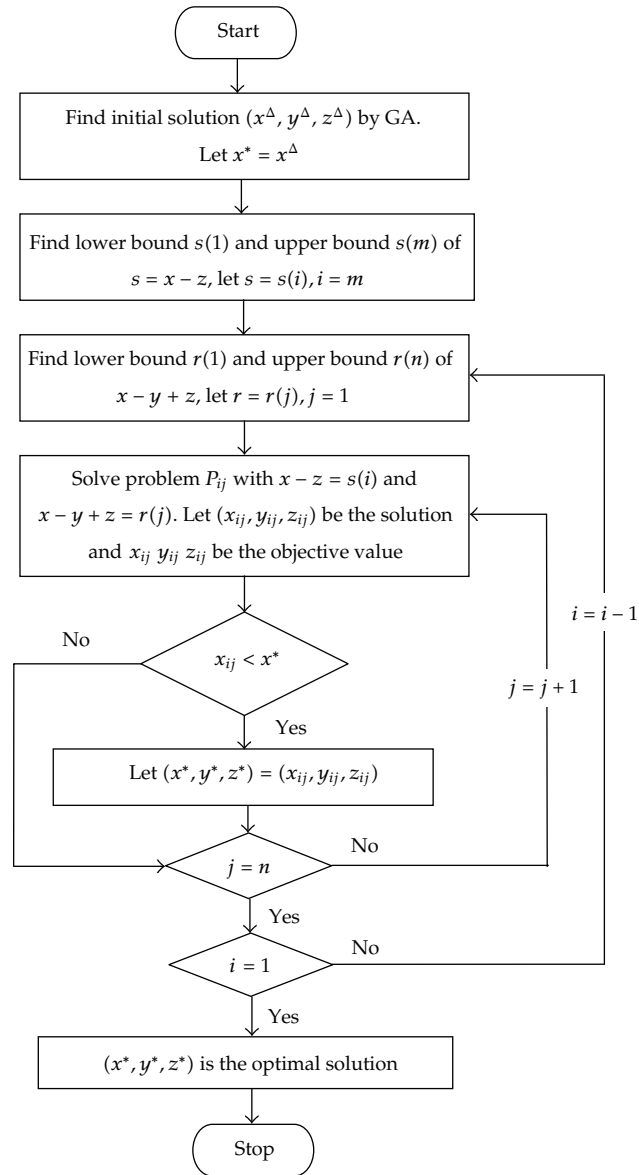 Start
Find initial solution (x^Δ, y^Δ, z^Δ) by GA.
Let x* = x^Δ
Find lower bound s(1) and upper bound s(m) of
s = x − z, let s = s(i), i = m
Find lower bound r(1) and upper bound r(n) of
x − y + z, let r = r(j), j = 1
Solve problem P_ij with x − z = s(i) and
x − y + z = r(j). Let (x_ij, y_ij, z_ij) be the solution
and x_ij y_ij z_ij be the objective value
i = i − 1
No
x_ij < x*
j = j + 1
Yes
Let (x*, y*, z*) = (x_ij, y_ij, z_ij)
No
j = n
Yes
No
i = 1
Yes
(x*, y*, z*) is the optimal solution
Stop